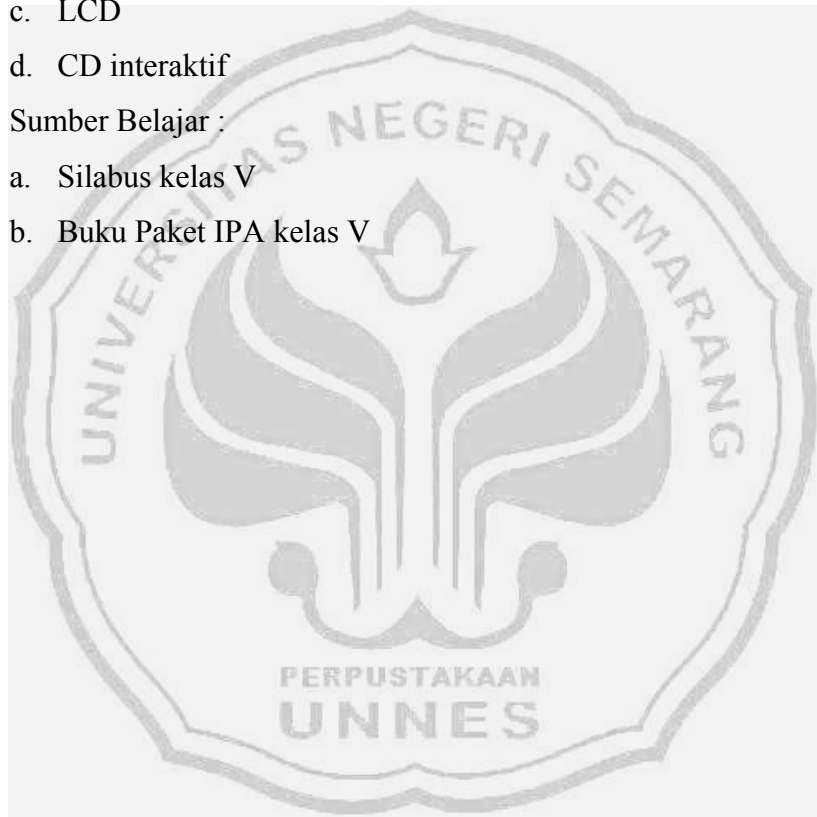 c. LCD
d. CD interaktif
Sumber Belajar :
a. Silabus kelas V
b. Buku Paket IPA kelas V
UNIVERSITAS NEGERI SEMARANG
PERPUSTAKAAN
UNNES